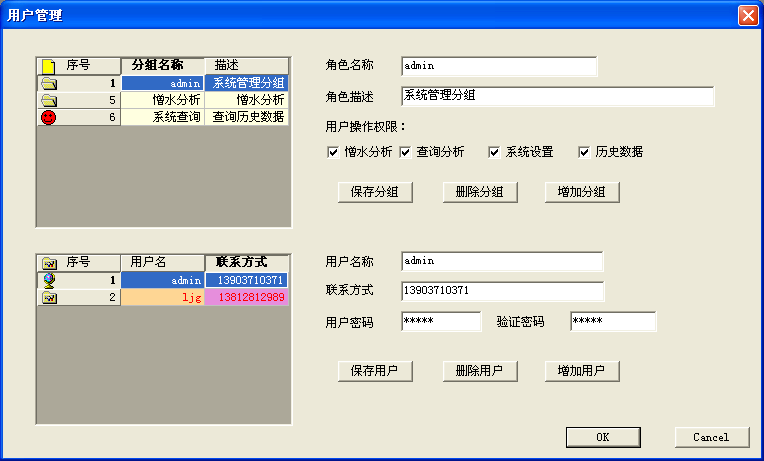 用户管理
序号 分组名称 描述
1 admin 系统管理分组
5 憎水分析 憎水分析
6 系统查询 查询历史数据
角色名称 admin
角色描述 系统管理分组
用户操作权限：
憎水分析 查询分析 系统设置 历史数据
保存分组 删除分组 增加分组
序号 用户名 联系方式
1 admin 13903710371
2 ljg 13812812989
用户名称 admin
联系方式 13903710371
用户密码 ***** 验证密码 *****
保存用户 删除用户 增加用户
OK Cancel